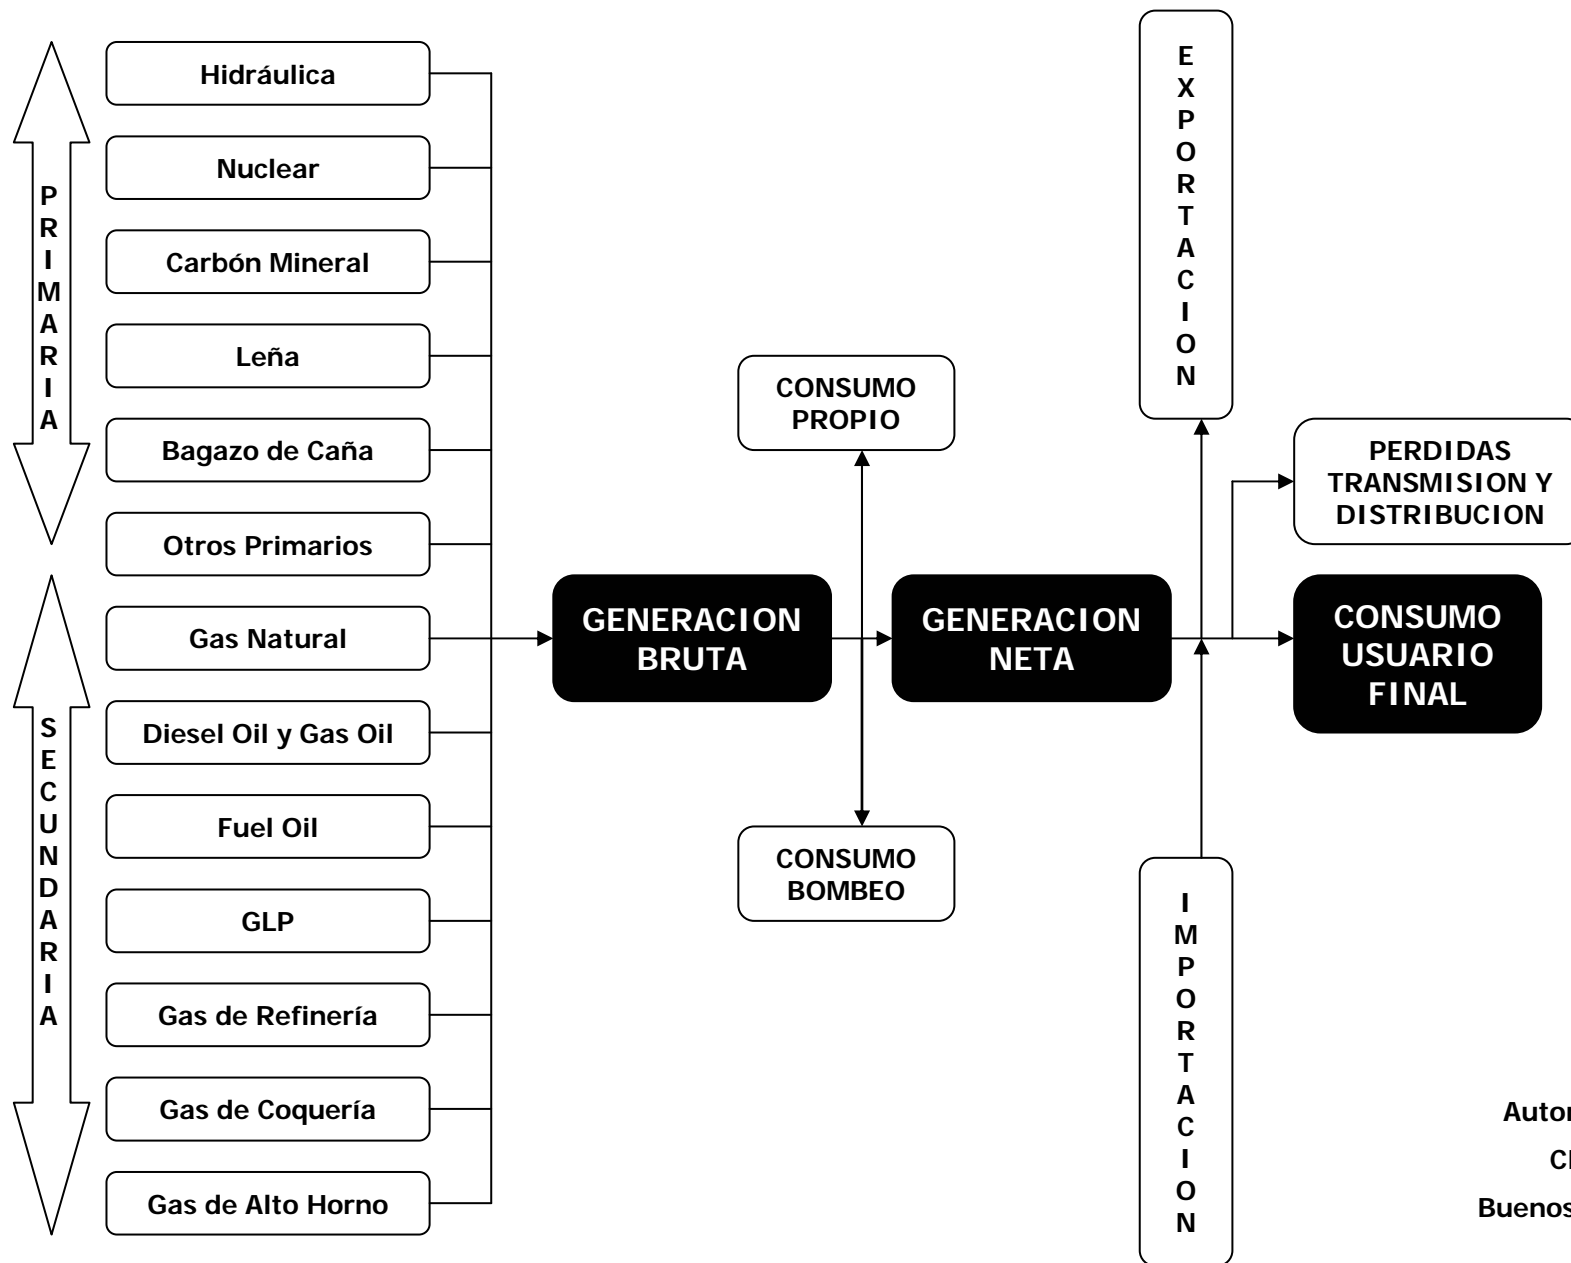 PRIMARIA
Hidráulica
Nuclear
Carbón Mineral
Leña
Bagazo de Caña
Otros Primarios
SECUNDARIA
Gas Natural
Diesel Oil y Gas Oil
Fuel Oil
GLP
Gas de Refinería
Gas de Coquería
Gas de Alto Horno
GENERACION
BRUTA
CONSUMO
PROPIO
CONSUMO
BOMBEO
GENERACION
NETA
EXPORTACION
IMPORTACION
PERDIDAS
TRANSMISION Y
DISTRIBUCION
CONSUMO
USUARIO
FINAL
Buenos